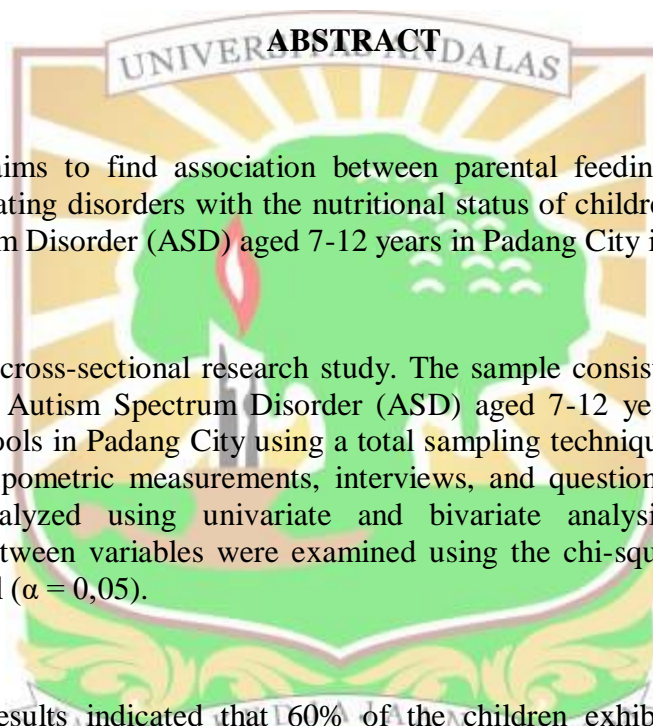 ABSTRACT
UNIVERSITAS ANDALAS
aims to find association between parental feeding
ating disorders with the nutritional status of childre
m Disorder (ASD) aged 7-12 years in Padang City i
cross-sectional research study. The sample consist
Autism Spectrum Disorder (ASD) aged 7-12 ye
ools in Padang City using a total sampling techniqu
pometric measurements, interviews, and question
alyzed using univariate and bivariate analysi
tween variables were examined using the chi-squ
l (α = 0,05).
esults indicated that 60% of the children exhib